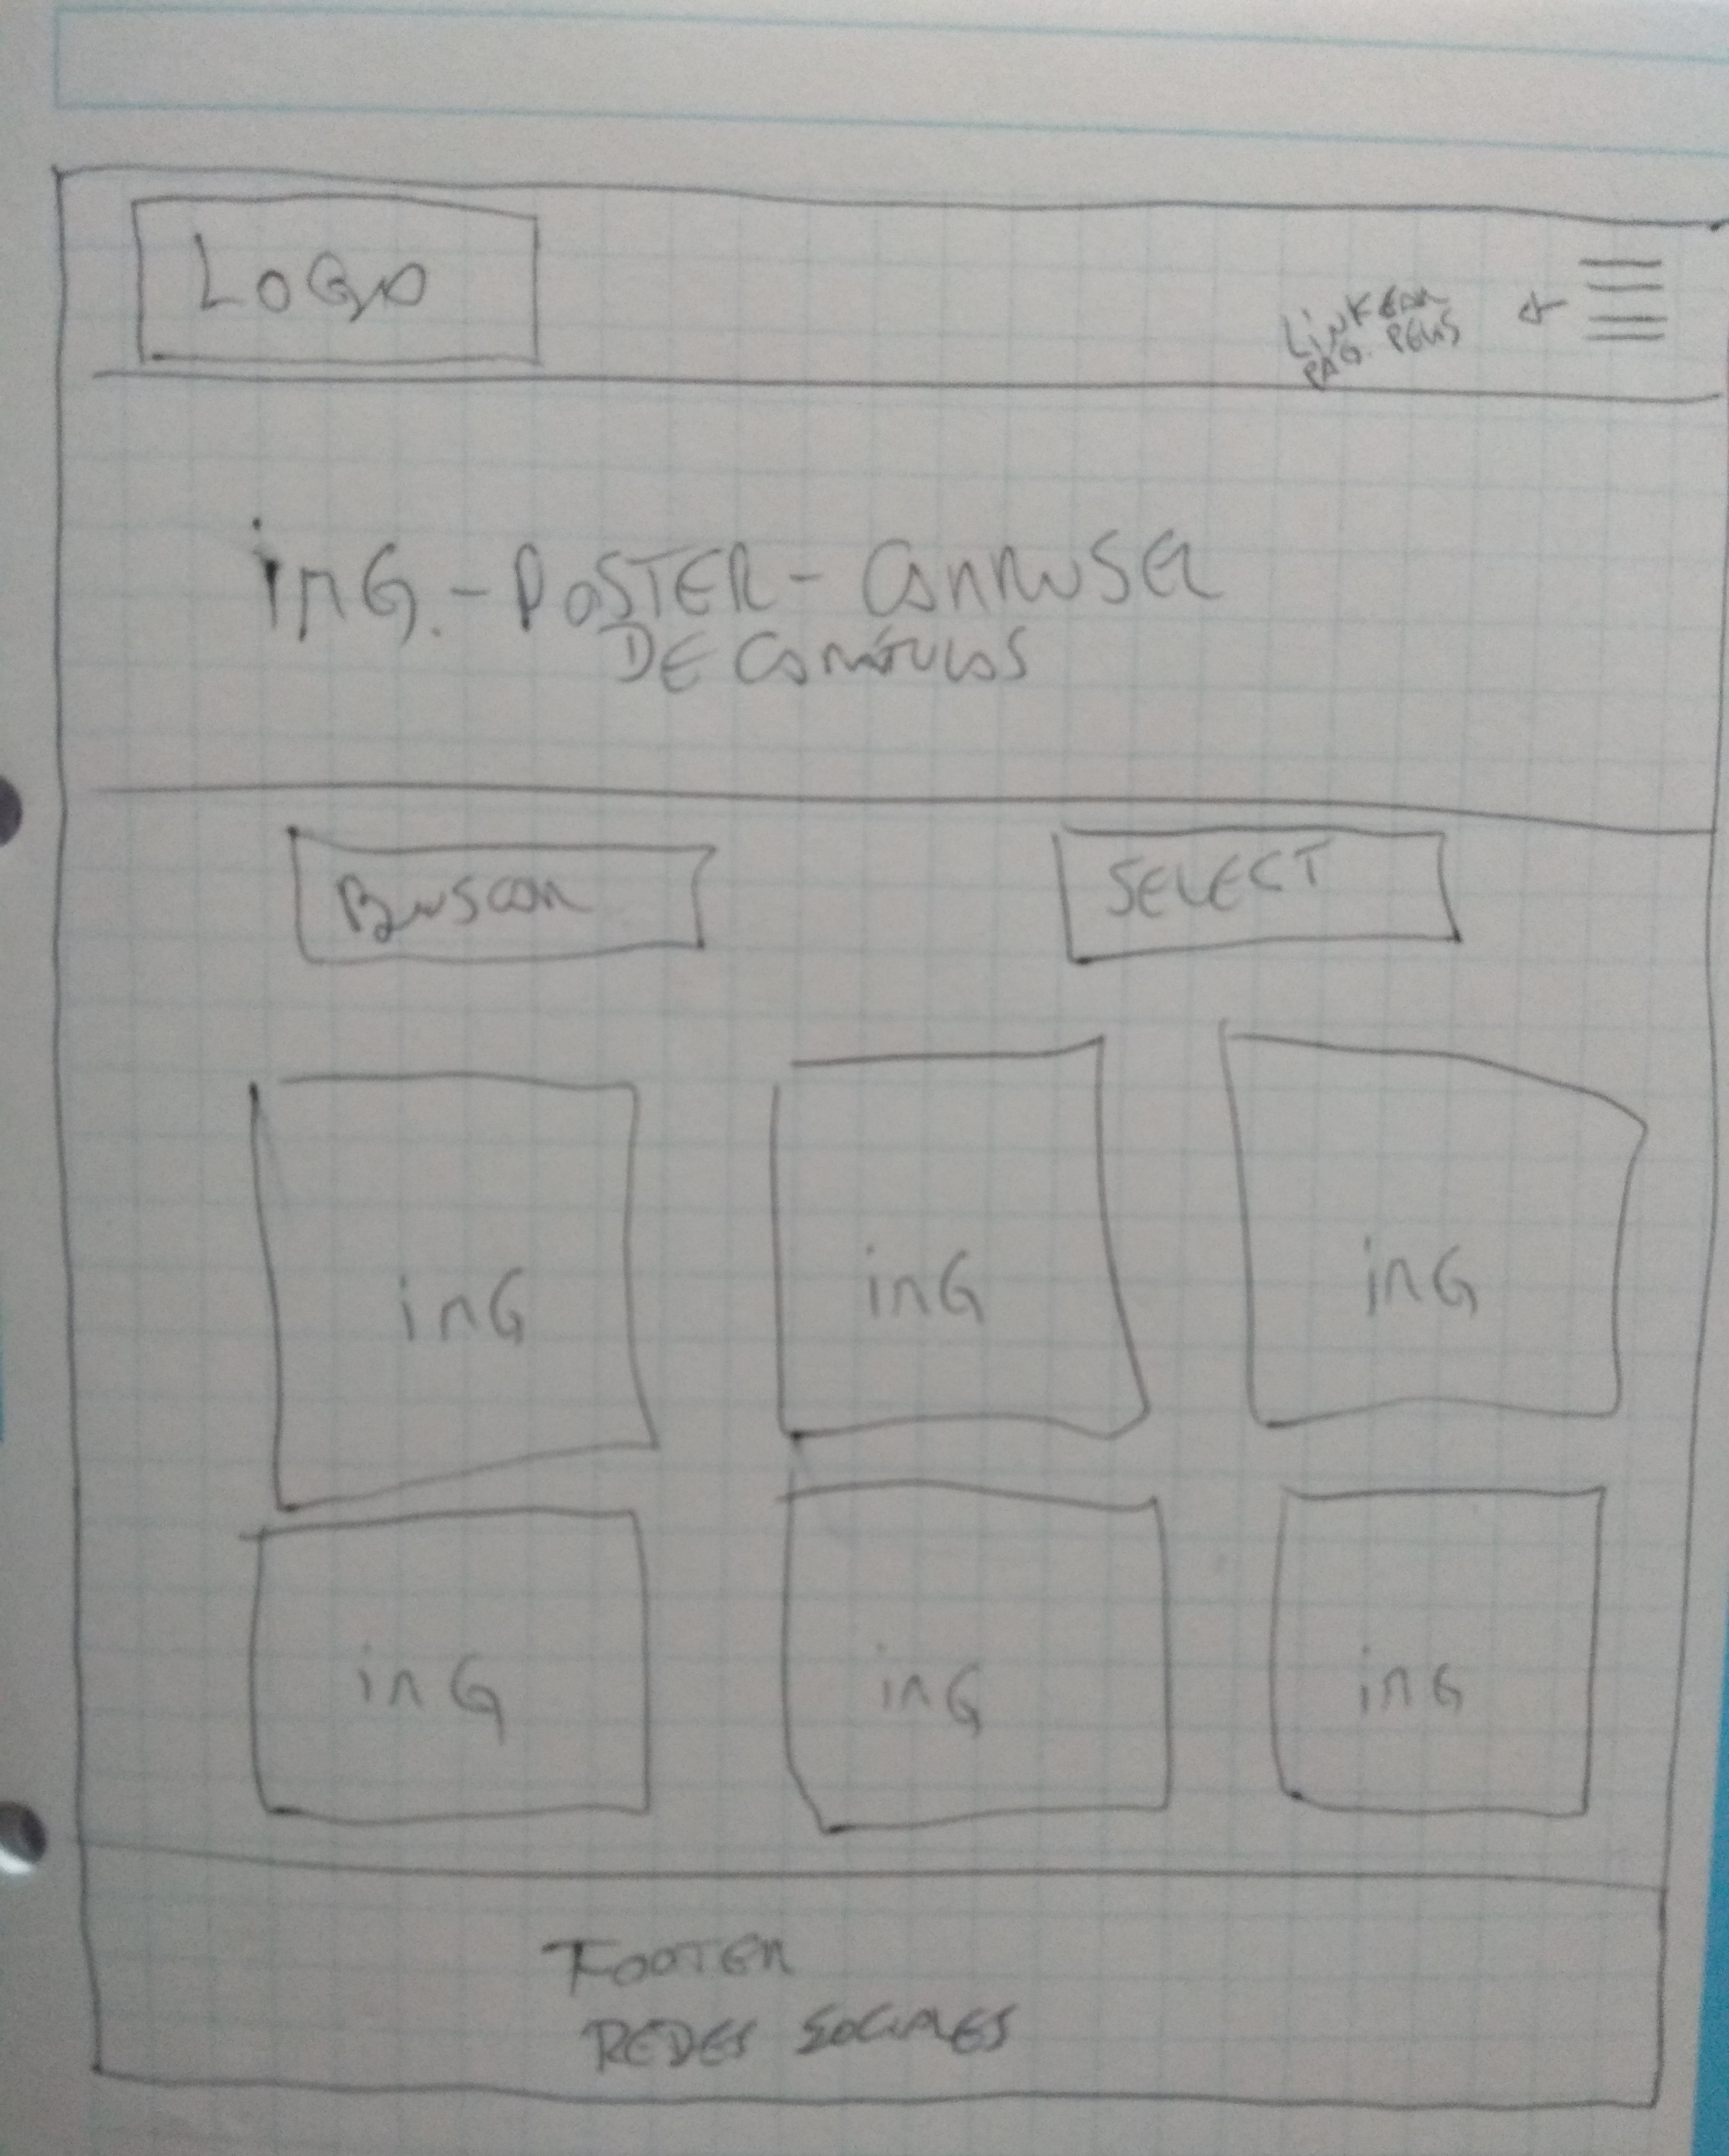 LOGO
LINKEAR
PAG. PELIS
imG. - POSTER - CARRUSEL
DE CARÁTULAS
BUSCAR
SELECT
imG
imG
imG
imG
imG
imG
FOOTER
REDES SOCIALES